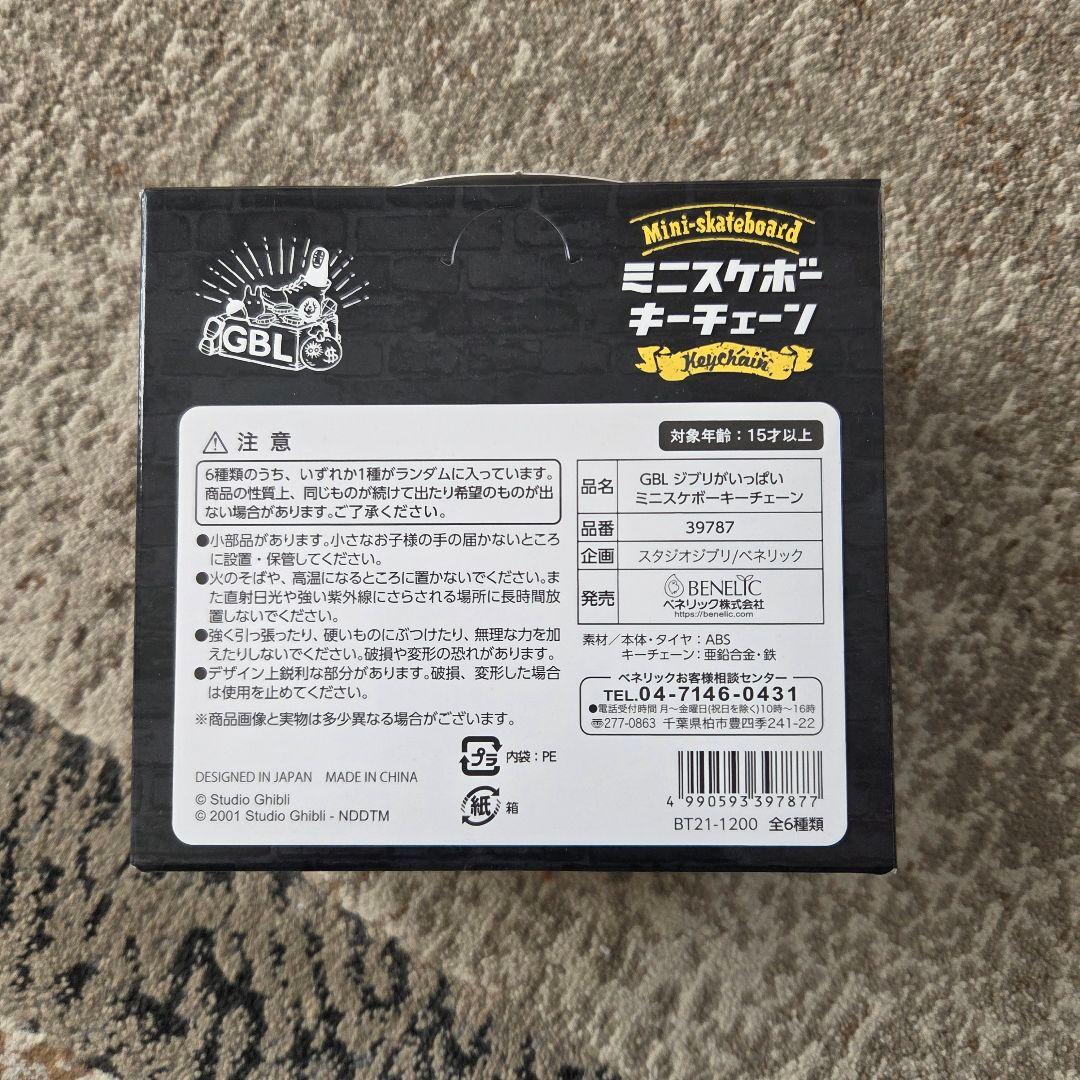 GBL
$
Mini-skateboard
ミニスケボー
キーチェーン
Keychain
注意
6種類のうち、いずれか1種がランダムに入っています。
商品の性質上、同じものが続けて出たり希望のものが出
ない場合があります。ご了承ください。
●小部品があります。小さなお子様の手の届かないところ
に設置・保管してください。
●火のそばや、高温になるところに置かないでください。ま
た直射日光や強い紫外線にさらされる場所に長時間放
置しないでください。
●強く引っ張ったり、硬いものにぶつけたり、無理な力を加
えたりしないでください。破損や変形の恐れがあります。
●デザイン上鋭利な部分があります。破損、変形した場合
は使用を止めてください。
※商品画像と実物は多少異なる場合がございます。
DESIGNED IN JAPAN MADE IN CHINA
© Studio Ghibli
© 2001 Studio Ghibli - NDDTM
プラ 内袋：PE
紙 箱
対象年齢：15才以上
品名 GBL ジブリがいっぱい
ミニスケボーキーチェーン
品番 39787
企画 スタジオジブリ/ベネリック
発売 BENELIC
ベネリック株式会社
https://benelic.com
素材／本体・タイヤ：ABS
キーチェーン：亜鉛合金・鉄
ベネリックお客様相談センター
TEL.04-7146-0431
●電話受付時間 月〜金曜日(祝日を除く)10時〜16時
〠277-0863 千葉県柏市豊四季241-22
4 990593 397877
BT21-1200 全6種類